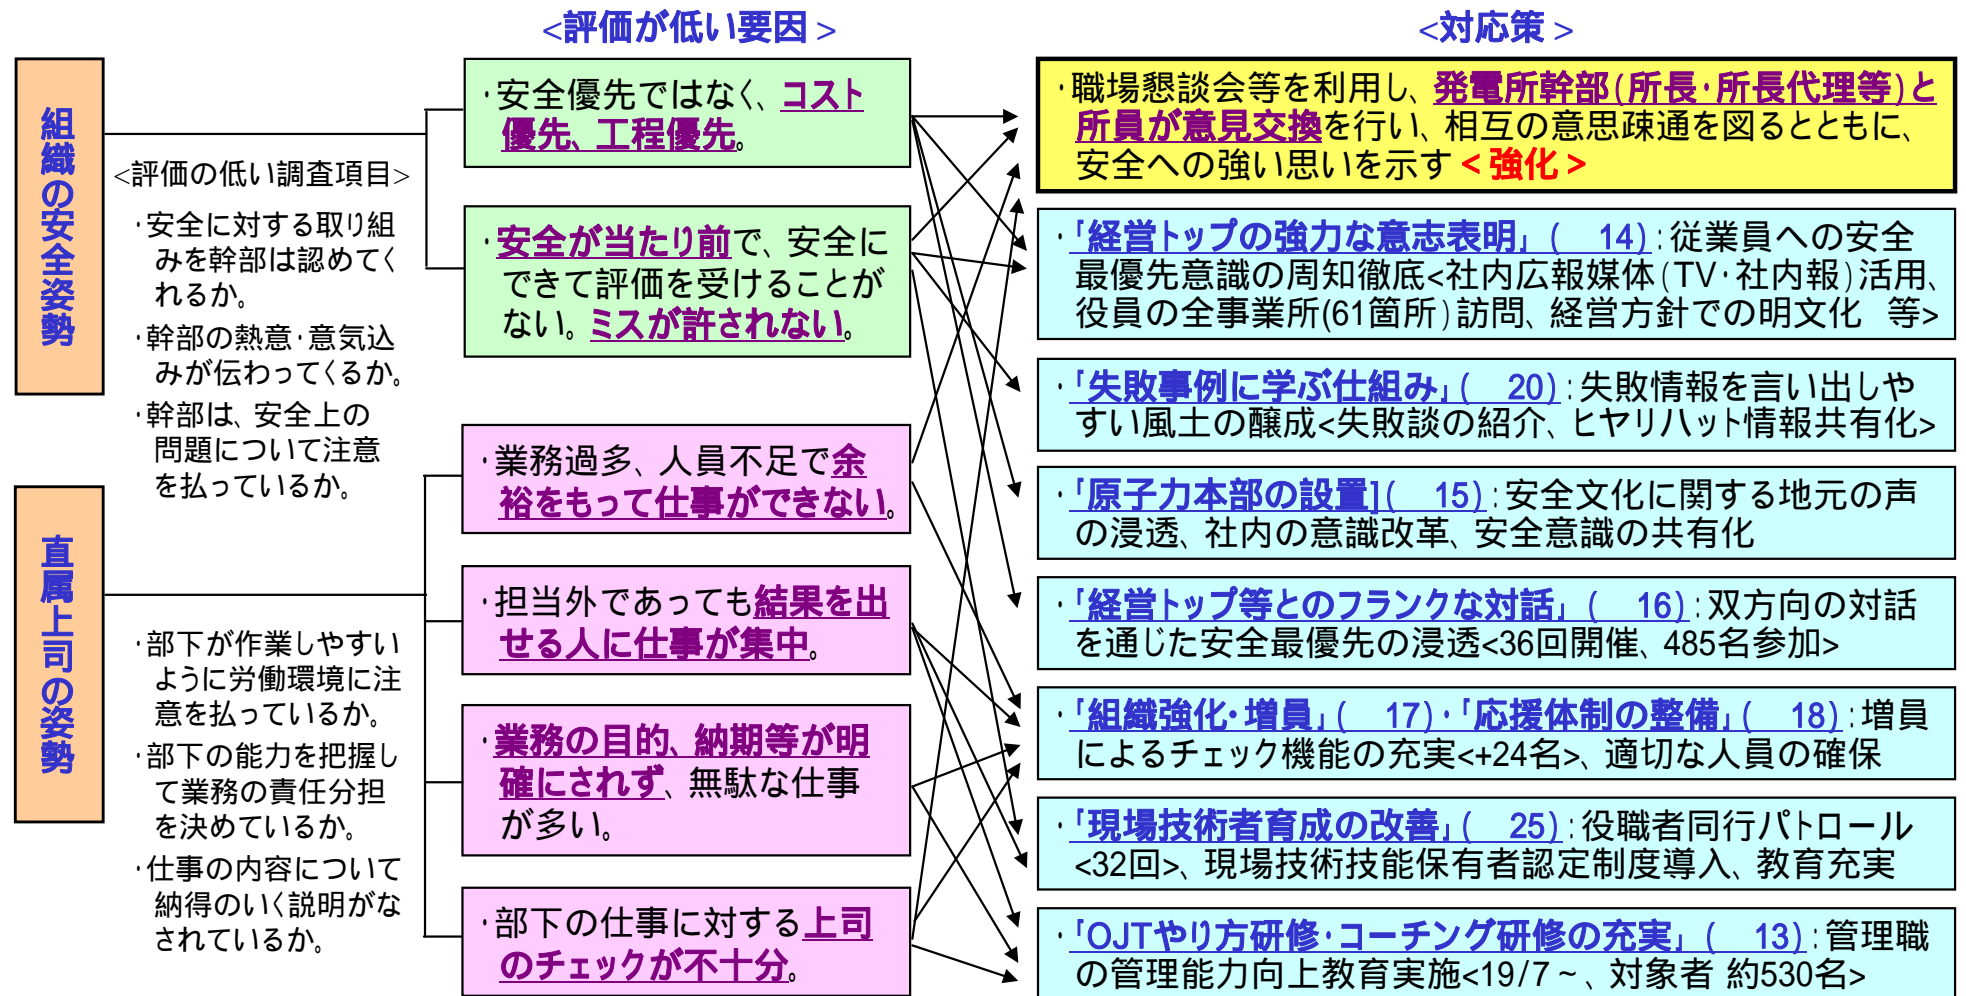 <評価が低い要因>
<対応策>
組織の安全姿勢
<評価の低い調査項目>
・安全に対する取り組
みを幹部は認めてく
れるか。
・幹部の熱意・意気込
みが伝わってくるか。
・幹部は、安全上の
問題について注意
を払っているか。
直属上司の姿勢
・部下が作業しやすい
ように労働環境に注
意を払っているか。
・部下の能力を把握し
て業務の責任分担
を決めているか。
・仕事の内容について
納得のいく説明がな
されているか。
・安全優先ではなく、コスト
優先、工程優先。
・安全が当たり前で、安全に
できて評価を受けることが
ない。ミスが許されない。
・業務過多、人員不足で余
裕をもって仕事ができない。
・担当外であっても結果を出
せる人に仕事が集中。
・業務の目的、納期等が明
確にされず、無駄な仕事
が多い。
・部下の仕事に対する上司
のチェックが不十分。
・職場懇談会等を利用し、発電所幹部(所長・所長代理等)と
所員が意見交換を行い、相互の意思疎通を図るとともに、
安全への強い思いを示す<強化>
・「経営トップの強力な意志表明」( 14):従業員への安全
最優先意識の周知徹底<社内広報媒体(TV・社内報)活用、
役員の全事業所(61箇所)訪問、経営方針での明文化 等>
・「失敗事例に学ぶ仕組み」( 20):失敗情報を言い出しや
すい風土の醸成<失敗談の紹介、ヒヤリハット情報共有化>
・「原子力本部の設置]( 15):安全文化に関する地元の声
の浸透、社内の意識改革、安全意識の共有化
・「経営トップ等とのフランクな対話」( 16):双方向の対話
を通じた安全最優先の浸透<36回開催、485名参加>
・「組織強化・増員」( 17)・「応援体制の整備」( 18):増員
によるチェック機能の充実<+24名>、適切な人員の確保
・「現場技術者育成の改善」( 25):役職者同行パトロール
<32回>、現場技術技能保有者認定制度導入、教育充実
・「OJTやり方研修・コーチング研修の充実」( 13):管理職
の管理能力向上教育実施<19/7~、対象者 約530名>